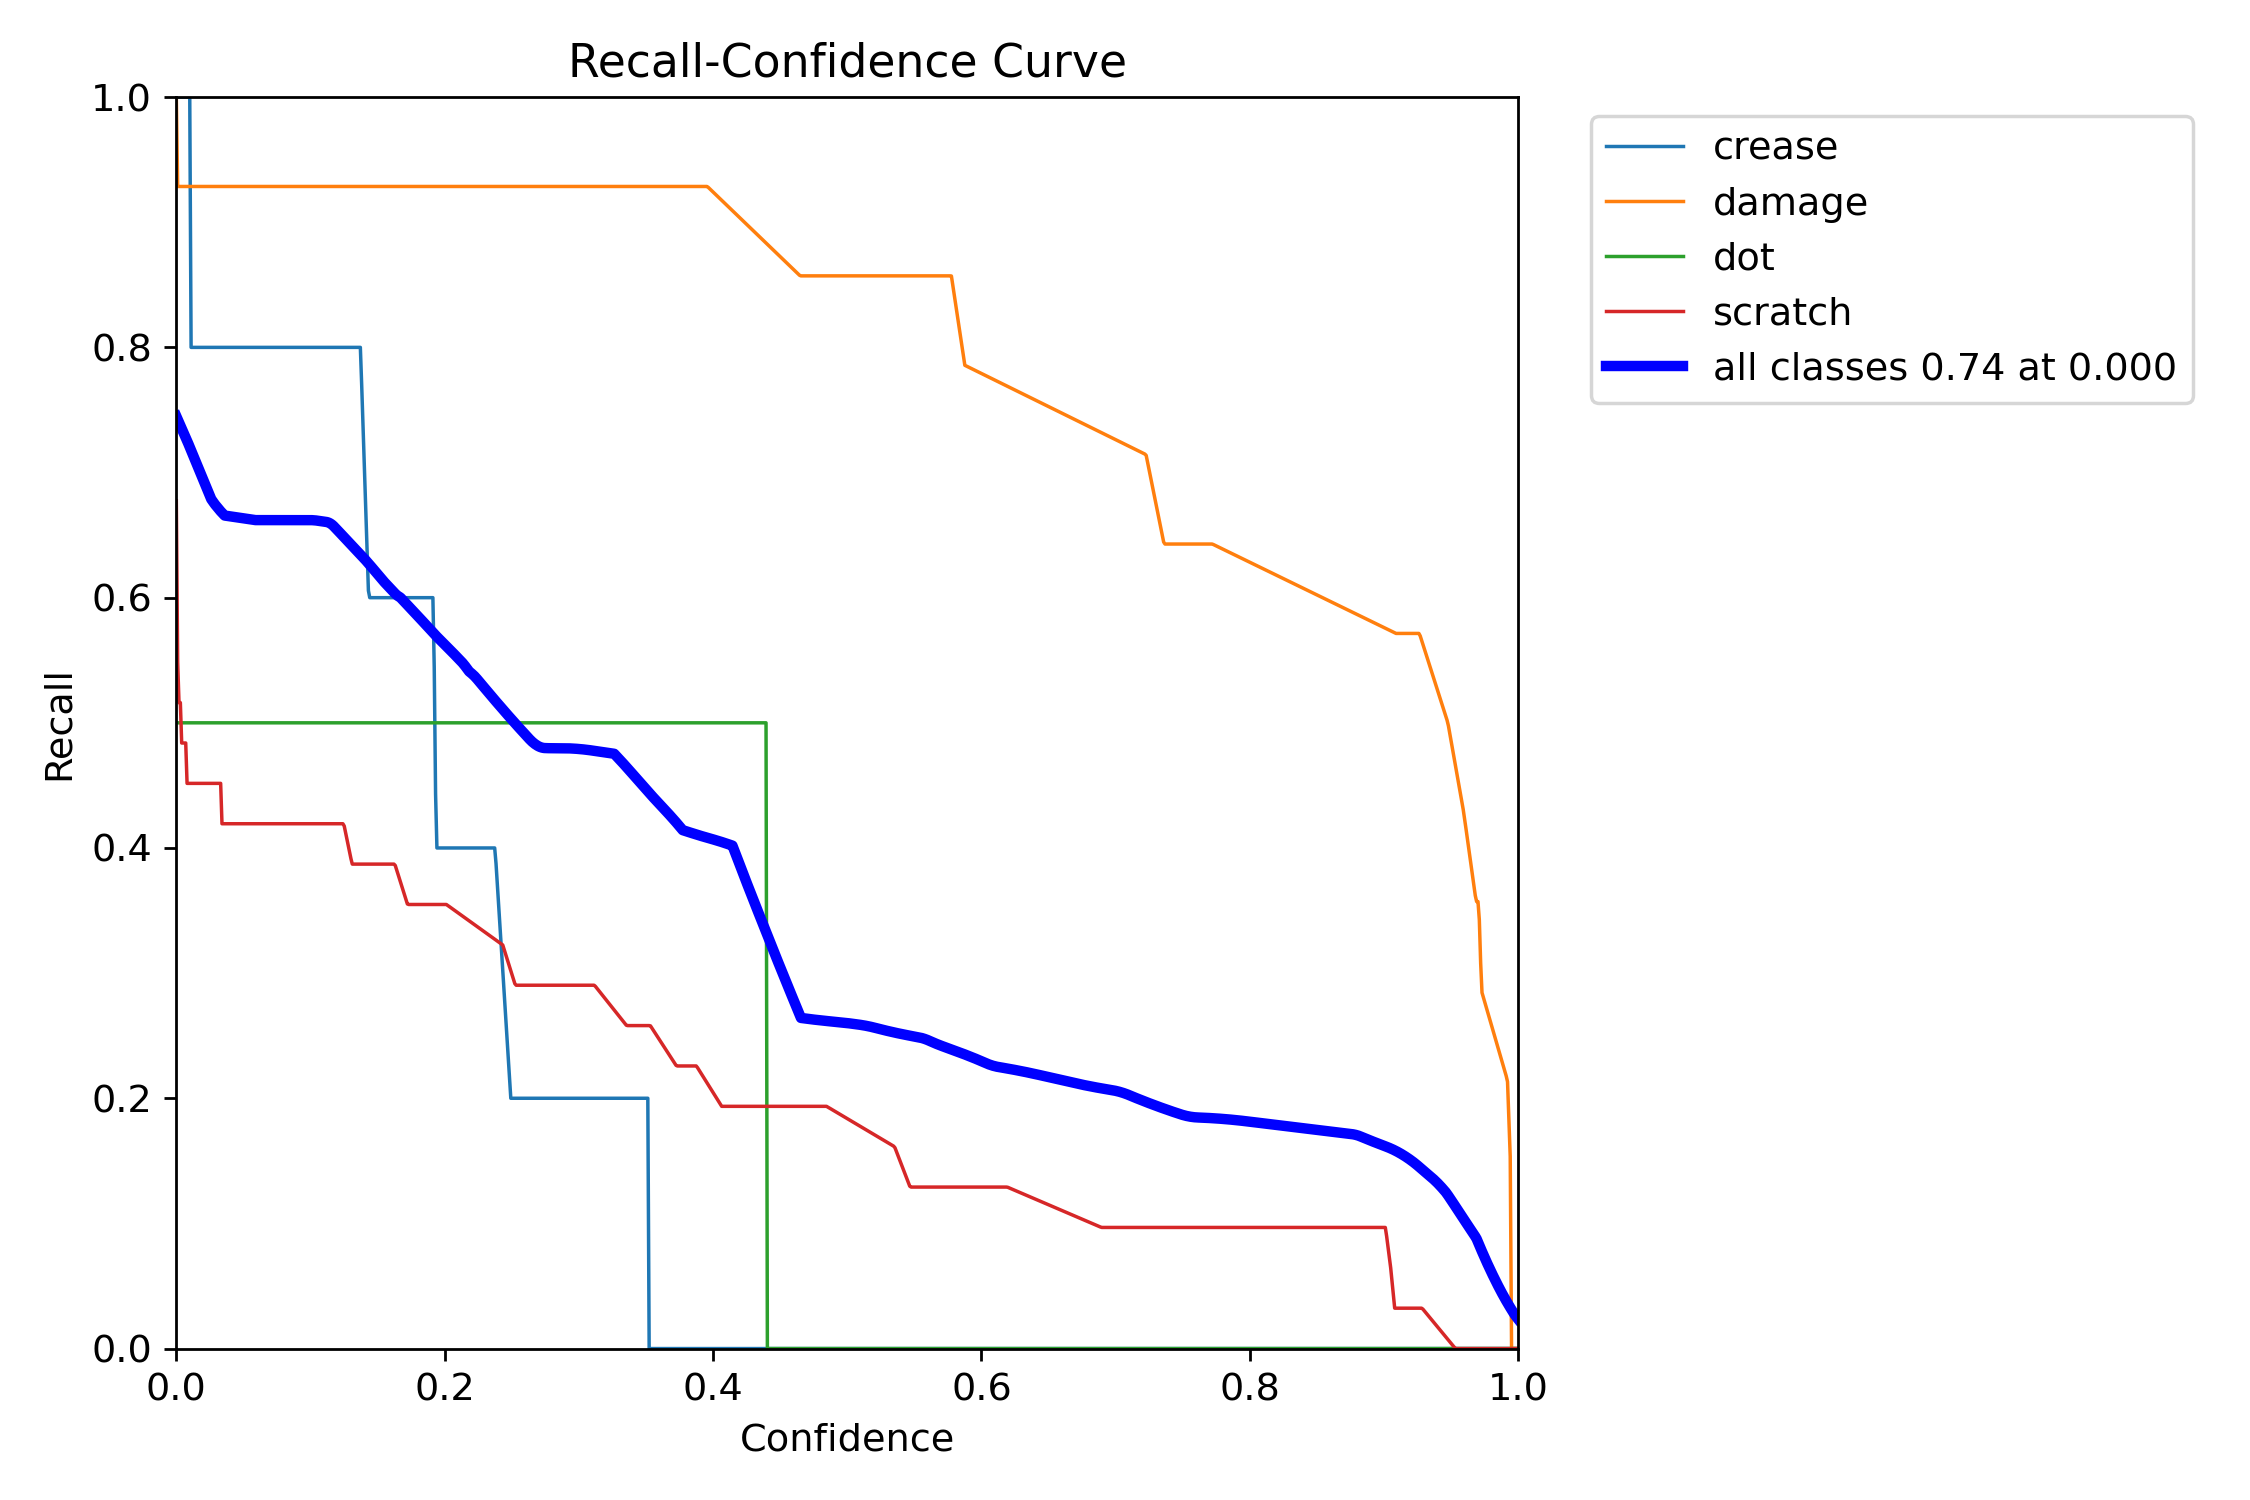 Recall-Confidence Curve
1.0
0.8
0.6
0.4
0.2
0.0
Recall
0.0 0.2 0.4 0.6 0.8 1.0
Confidence
crease
damage
dot
scratch
all classes 0.74 at 0.000